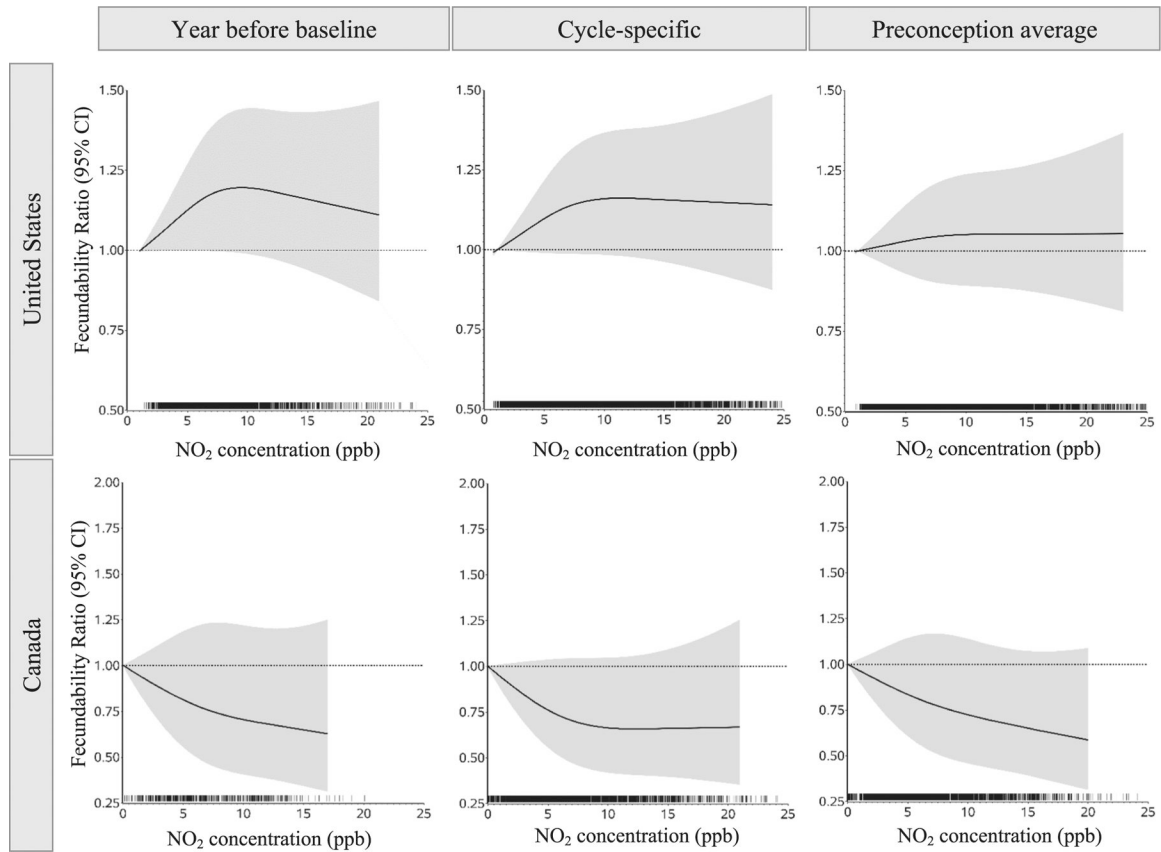 Year before baseline
Cycle-specific
Preconception average
United States
Fecundability Ratio (95% CI)
1.50
1.25
1.00
0.75
0.50
0 5 10 15 20 25
NO₂ concentration (ppb)
1.50
1.25
1.00
0.75
0.50
0 5 10 15 20 25
NO₂ concentration (ppb)
1.50
1.25
1.00
0.75
0.50
0 5 10 15 20 25
NO₂ concentration (ppb)
Canada
Fecundability Ratio (95% CI)
2.00
1.75
1.50
1.25
1.00
0.75
0.50
0.25
0 5 10 15 20 25
NO₂ concentration (ppb)
2.00
1.75
1.50
1.25
1.00
0.75
0.50
0.25
0 5 10 15 20 25
NO₂ concentration (ppb)
2.00
1.75
1.50
1.25
1.00
0.75
0.50
0.25
0 5 10 15 20 25
NO₂ concentration (ppb)